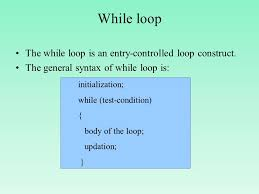 While loop
• The while loop is an entry-controlled loop construct.
• The general syntax of while loop is:
initialization;
while (test-condition)
{
body of the loop;
updation;
}